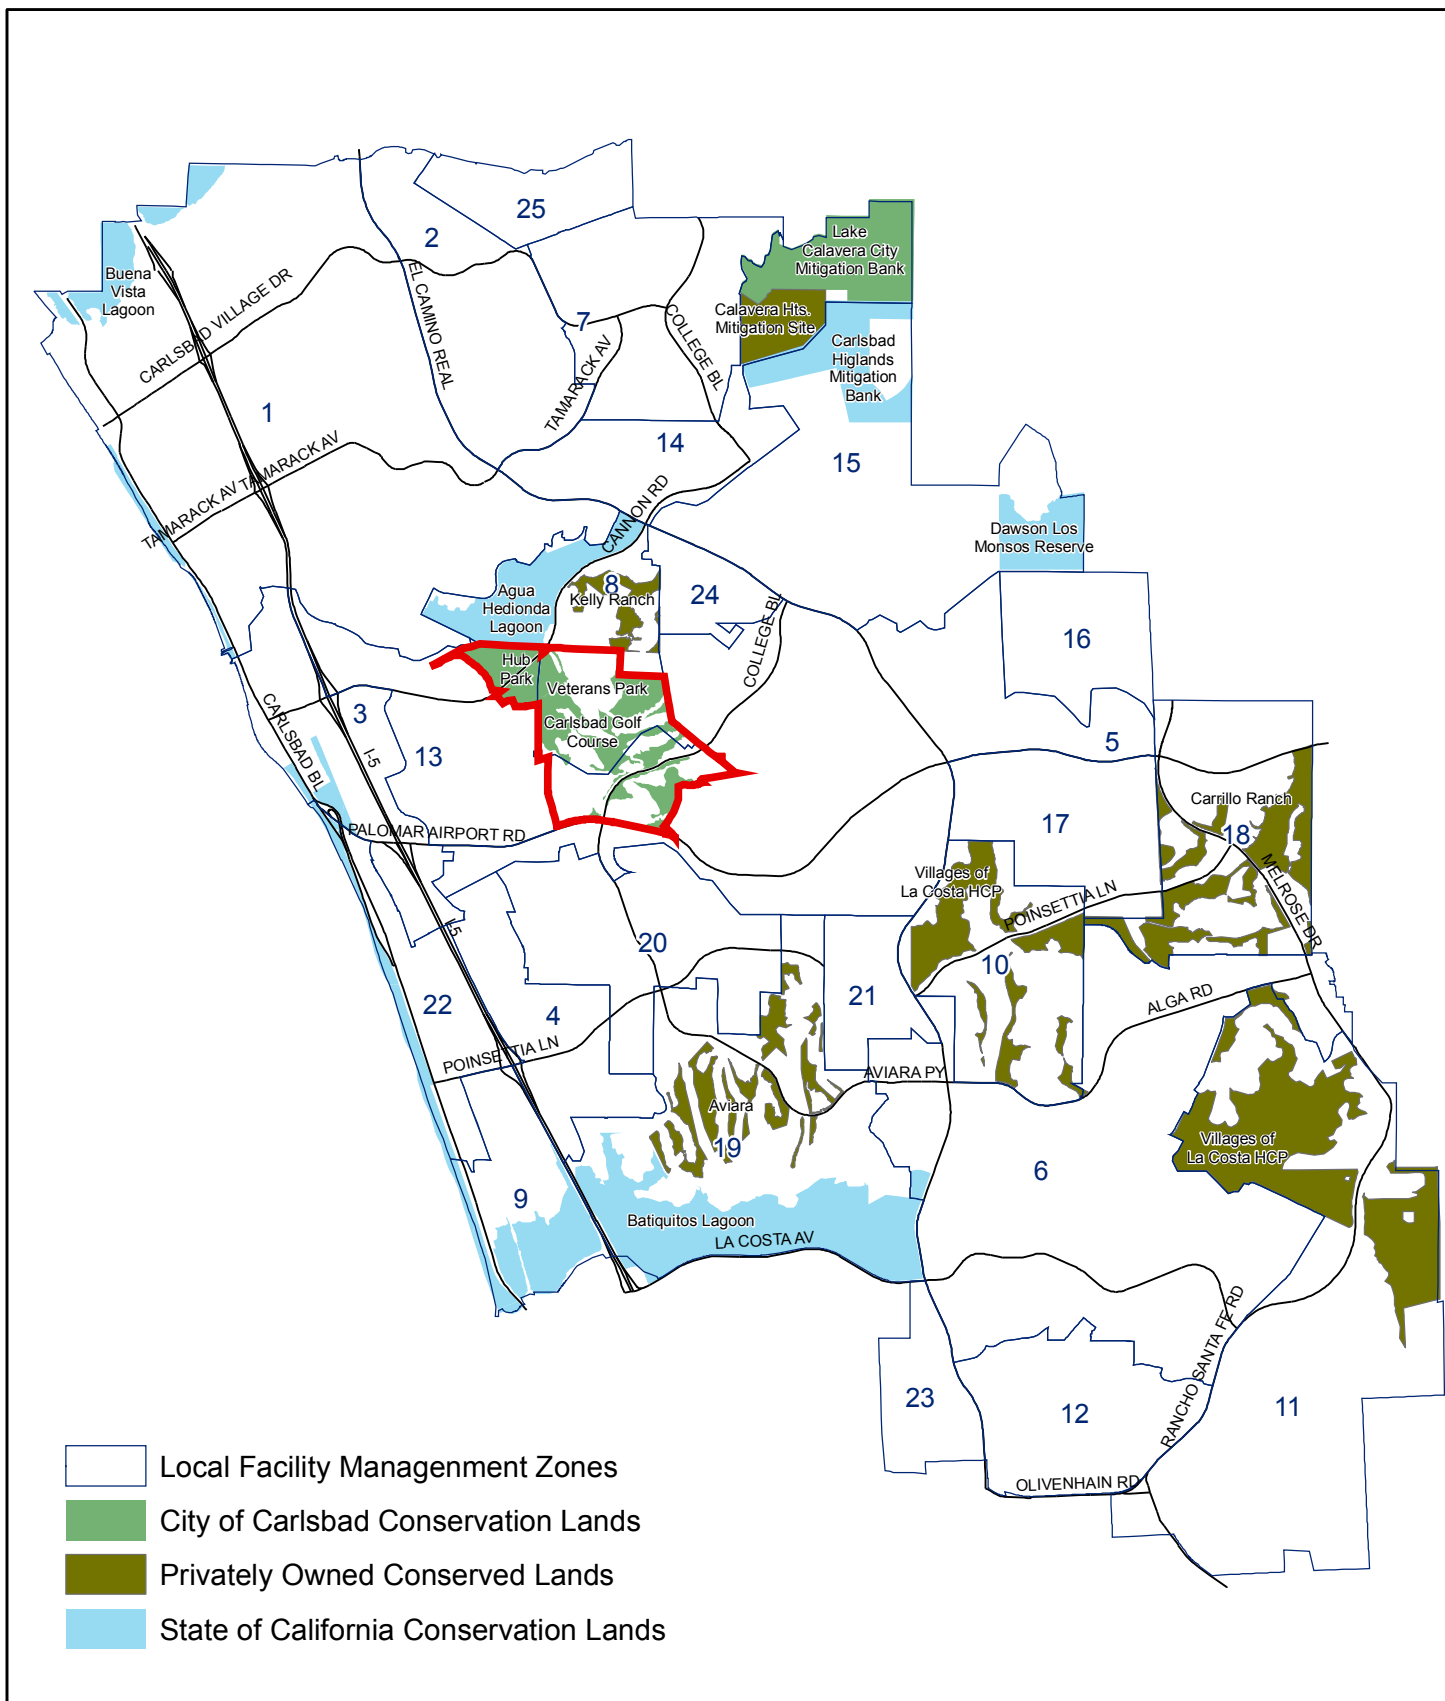 25
2
Lake
Calavera City
Mitigation Bank
Buena
Vista
Lagoon
CARLSBAD VILLAGE DR
EL CAMINO REAL
7
COLLEGE BL
Calavera Hts.
Mitigation Site
Carlsbad
Higlands
Mitigation
Bank
TAMARACK AV
1
14
15
TAMARACK AV
TAMARACK AV
CANNON RD
Dawson Los
Monsos Reserve
Agua
Hedionda
Lagoon
8
Kelly Ranch
24
COLLEGE BL
16
Hub
Park
Veterans Park
Carlsbad Golf
Course
CARLSBAD BL
3
I-5
13
5
PALOMAR AIRPORT RD
Carrillo Ranch
18
17
MELROSE DR
Villages of
La Costa HCP
POINSETTIA LN
I-5
20
10
21
22
4
ALGA RD
POINSETTIA LN
AVIARA PY
Aviara
19
Villages of
La Costa HCP
6
9
Batiquitos Lagoon
LA COSTA AV
RANCHO SANTA FE RD
23
12
11
OLIVENHAIN RD
Local Facility Managenment Zones
City of Carlsbad Conservation Lands
Privately Owned Conserved Lands
State of California Conservation Lands